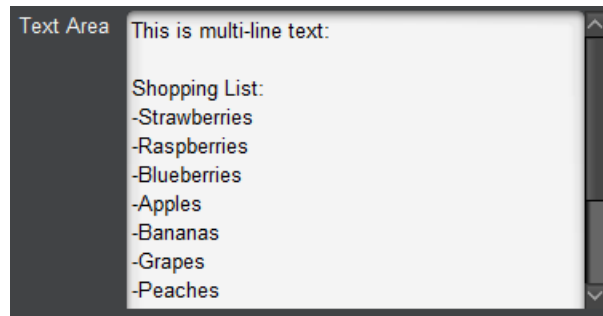 Text Area
This is multi-line text:

Shopping List:
-Strawberries
-Raspberries
-Blueberries
-Apples
-Bananas
-Grapes
-Peaches